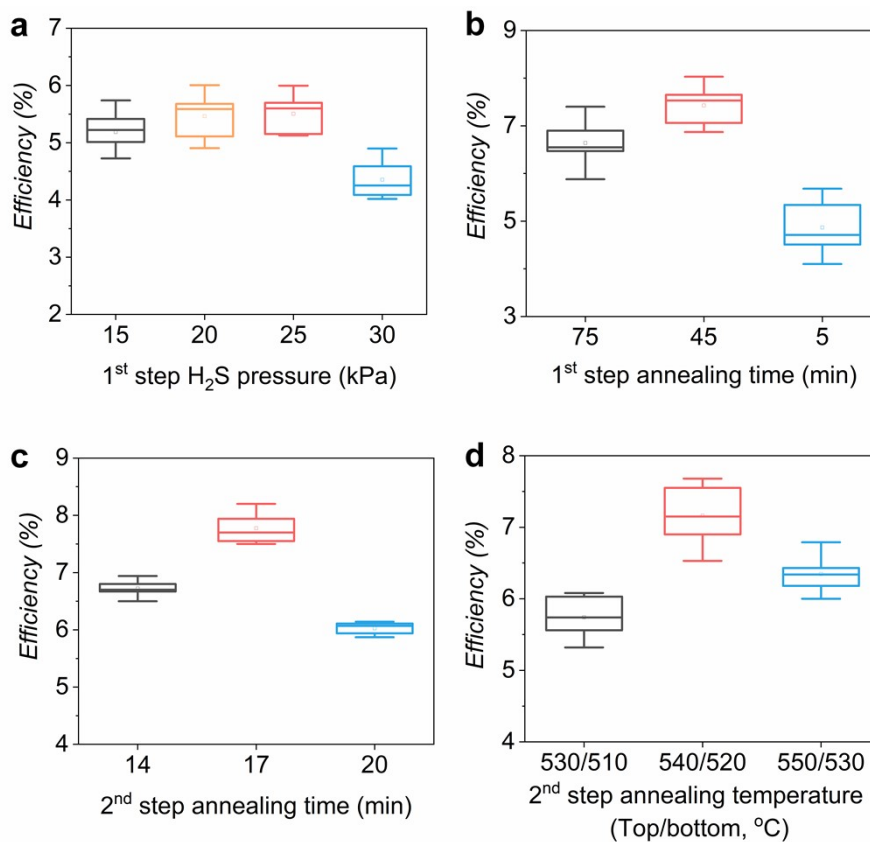 a
7
6
5
4
3
2
Efficiency (%)
15 20 25 30
1st step H2S pressure (kPa)
b
9
7
5
3
Efficiency (%)
75 45 5
1st step annealing time (min)
c
9
8
7
6
5
4
Efficiency (%)
14 17 20
2nd step annealing time (min)
d
8
7
6
5
4
Efficiency (%)
530/510 540/520 550/530
2nd step annealing temperature
(Top/bottom, oC)